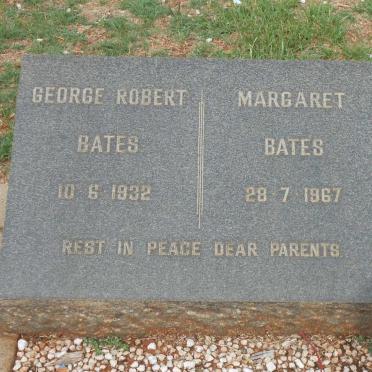 GEORGE ROBERT
BATES
10·6·1932
MARGARET
BATES
28·7·1967
REST IN PEACE DEAR PARENTS.